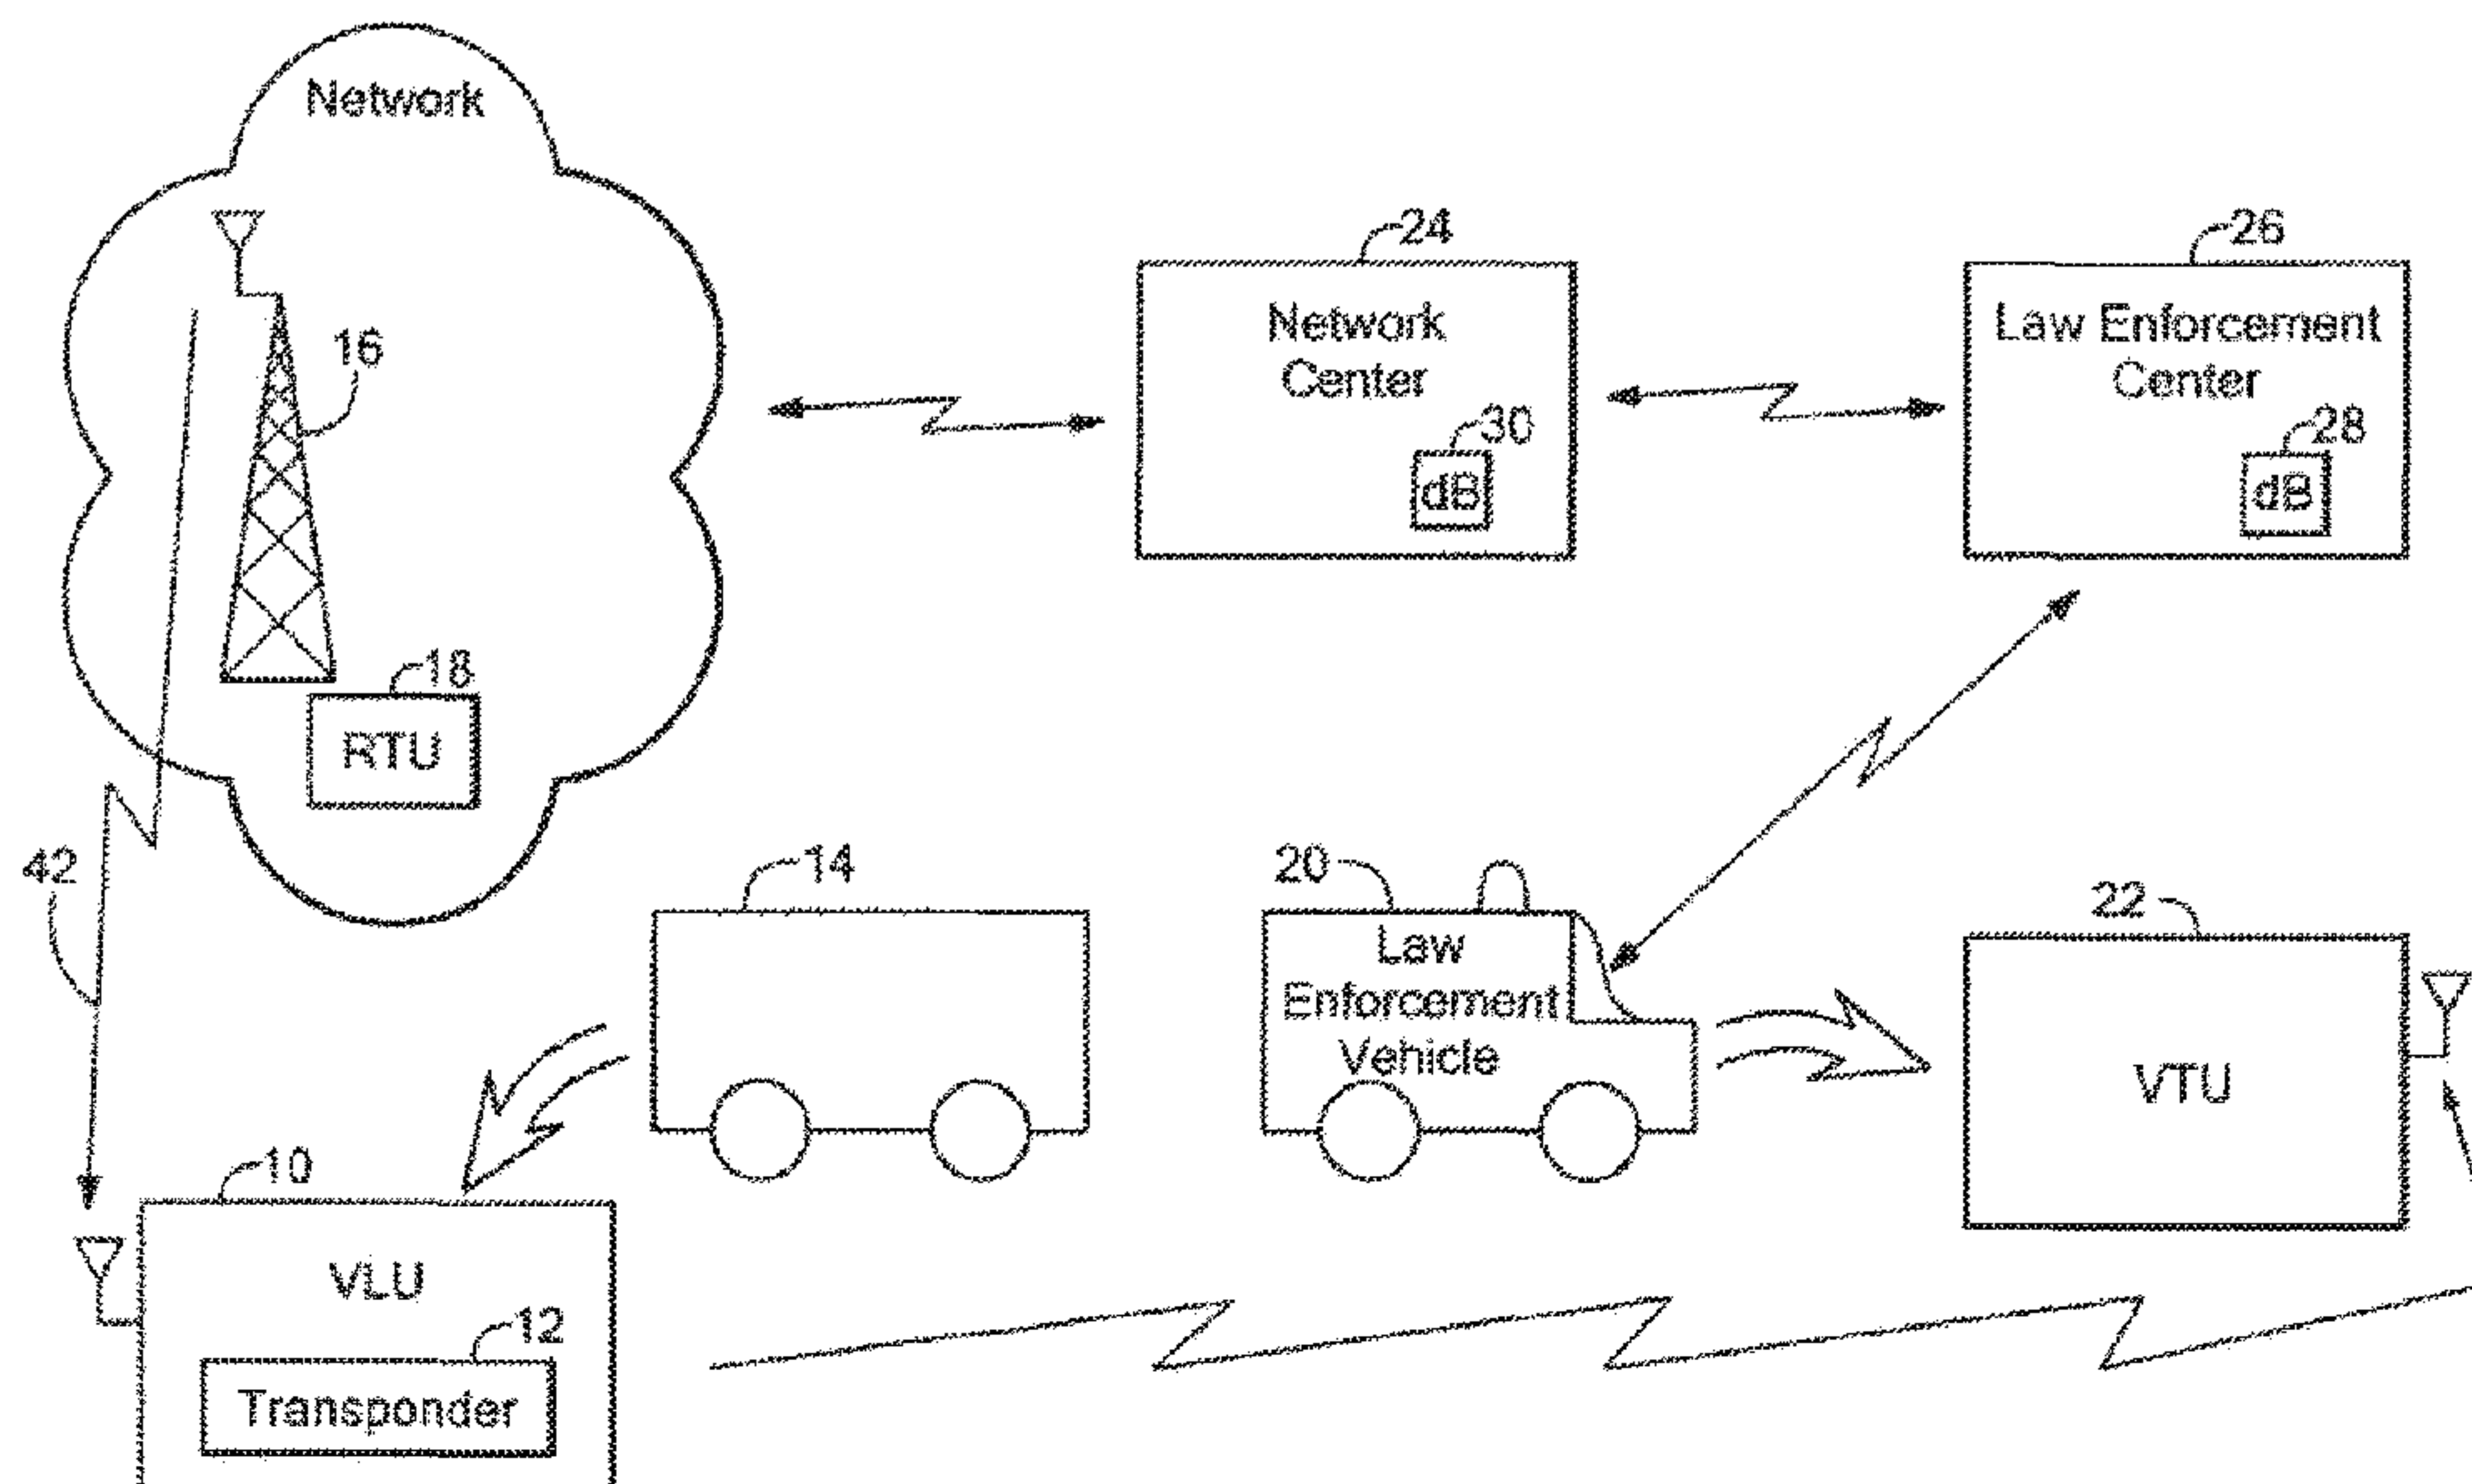 Network
24
26
16
Network
Center
Law Enforcement
Center
30
28
dB
dB
18
RTU
42
14
20
22
Law
Enforcement
Vehicle
VTU
10
VLU
12
Transponder